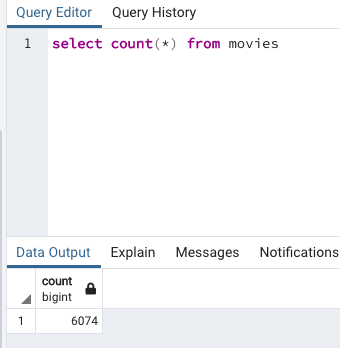 Query Editor Query History
1 select count(*) from movies
Data Output Explain Messages Notifications
count
bigint
1 6074